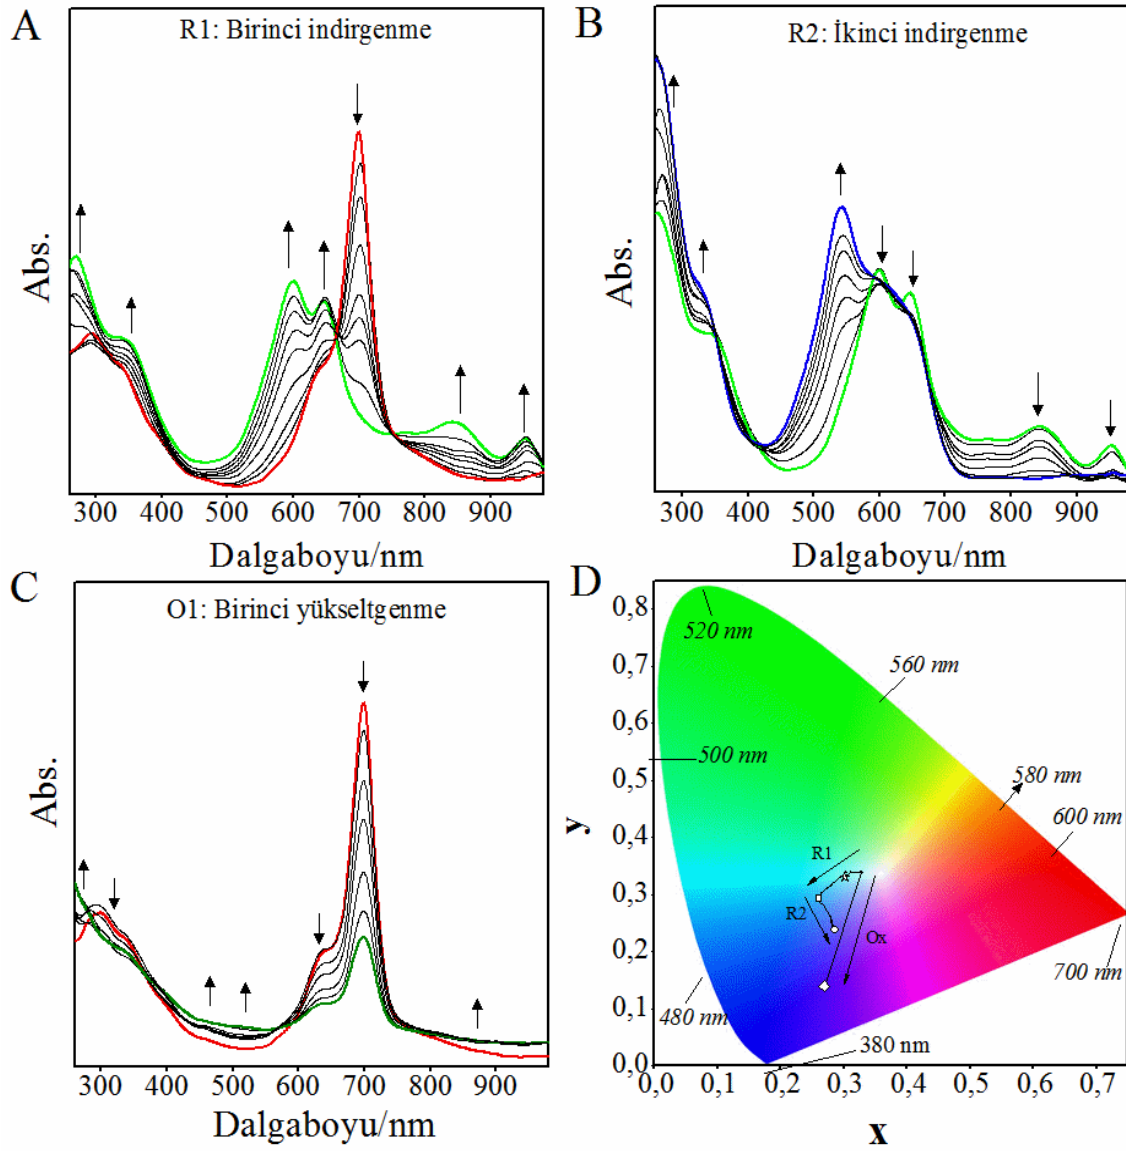 A
R1: Birinci indirgenme
Abs.
300 400 500 600 700 800 900
Dalgaboyu/nm
B
R2: İkinci indirgenme
Abs.
300 400 500 600 700 800 900
Dalgaboyu/nm
C
O1: Birinci yükseltgenme
Abs.
300 400 500 600 700 800 900
Dalgaboyu/nm
D
0,8
0,7
0,6
0,5
0,4
0,3
0,2
0,1
0,0
y
520 nm
560 nm
500 nm
580 nm
600 nm
R1
R2
Ox
700 nm
480 nm
380 nm
0,0 0,1 0,2 0,3 0,4 0,5 0,6 0,7
x